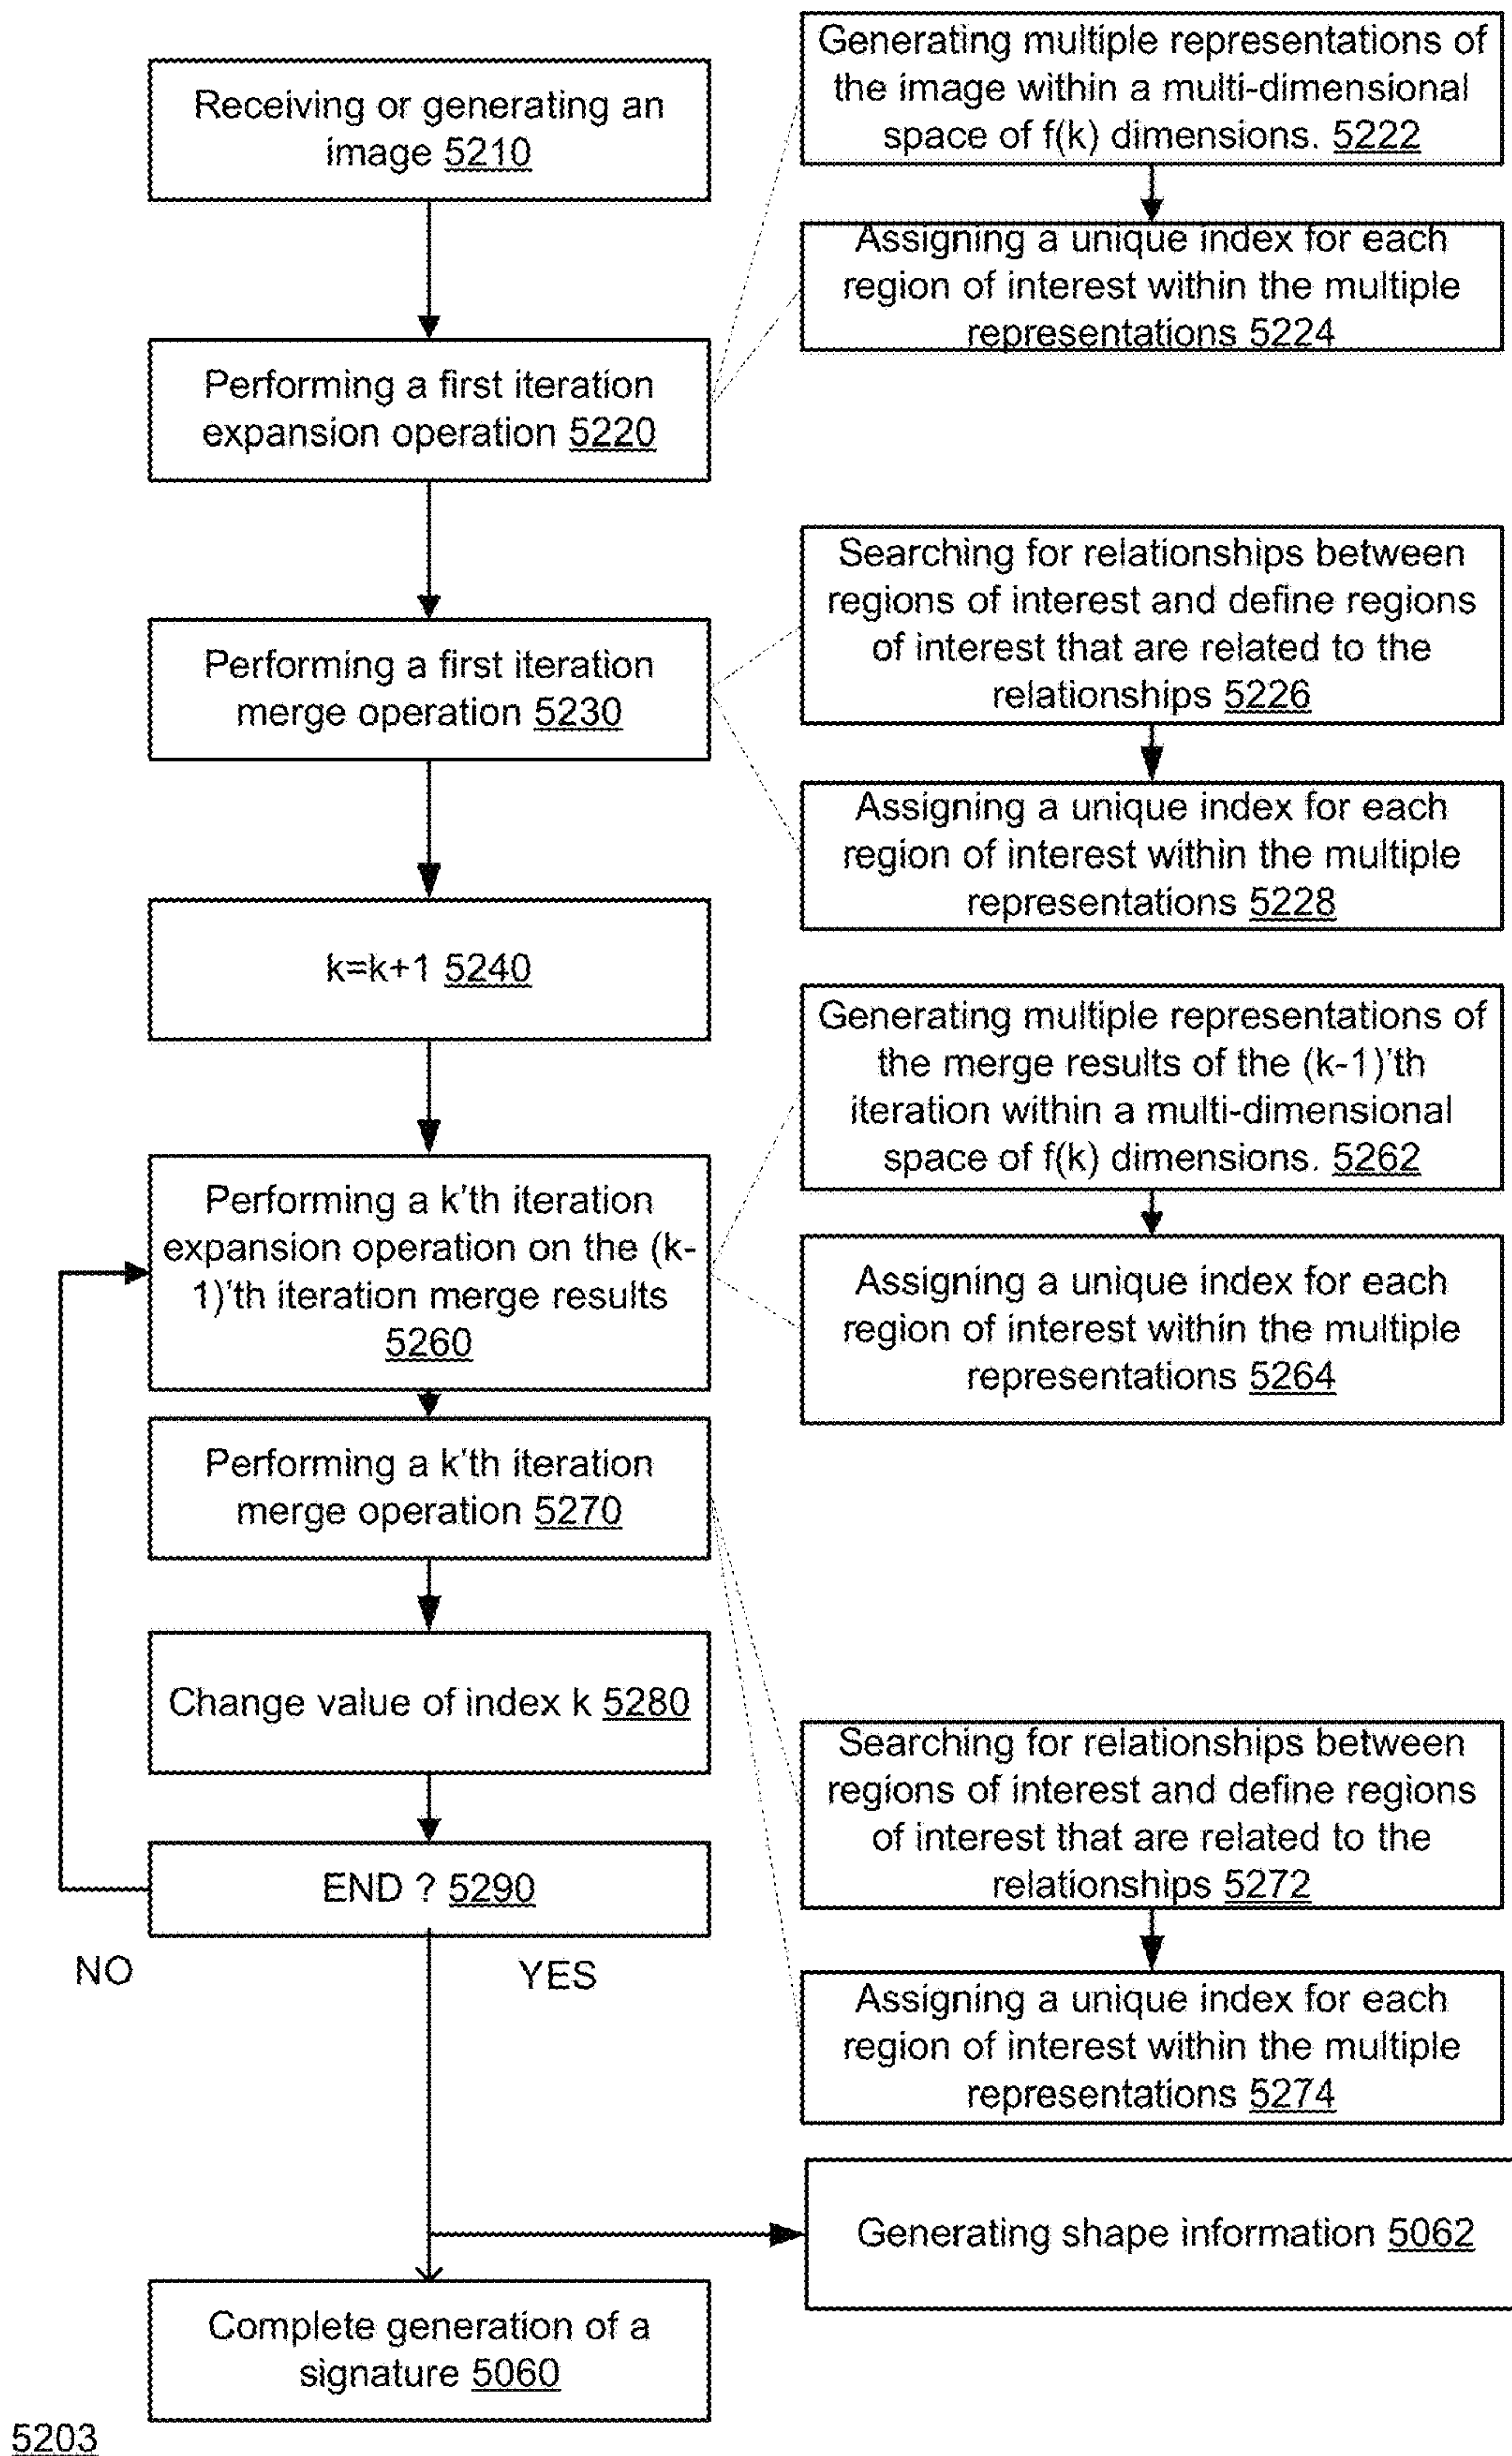 Receiving or generating an
image 5210
Generating multiple representations of
the image within a multi-dimensional
space of f(k) dimensions. 5222
Assigning a unique index for each
region of interest within the multiple
representations 5224
Performing a first iteration
expansion operation 5220
Searching for relationships between
regions of interest and define regions
of interest that are related to the
relationships 5226
Performing a first iteration
merge operation 5230
Assigning a unique index for each
region of interest within the multiple
representations 5228
k=k+1 5240
Generating multiple representations of
the merge results of the (k-1)'th
iteration within a multi-dimensional
space of f(k) dimensions. 5262
Performing a k'th iteration
expansion operation on the (k-
1)'th iteration merge results
5260
Assigning a unique index for each
region of interest within the multiple
representations 5264
Performing a k'th iteration
merge operation 5270
Change value of index k 5280
Searching for relationships between
regions of interest and define regions
of interest that are related to the
relationships 5272
END ? 5290
NO
YES
Assigning a unique index for each
region of interest within the multiple
representations 5274
Generating shape information 5062
Complete generation of a
signature 5060
5203